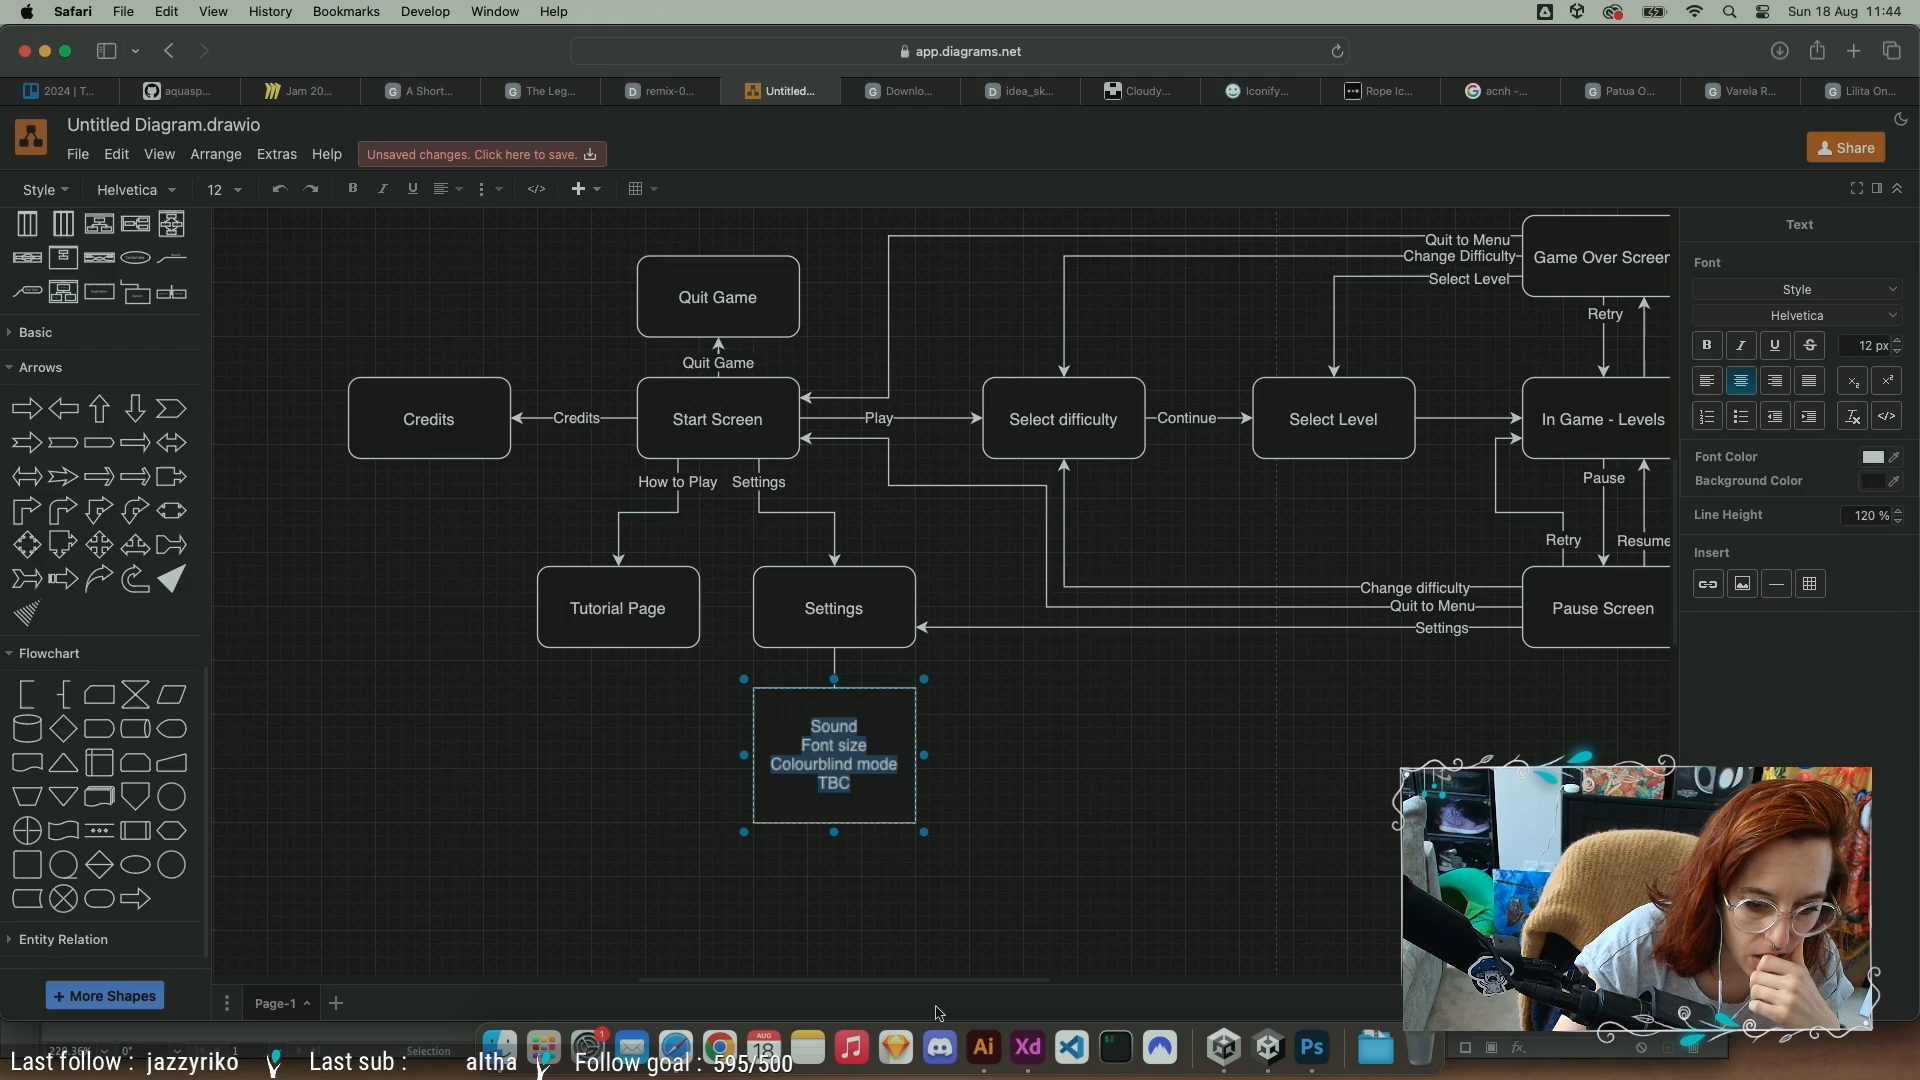 Safari File Edit View History Bookmarks Develop Window Help
Sun 18 Aug 11:44
app.diagrams.net
2024 | T...
aquasp...
Jam 20...
A Short...
The Leg...
remix-0...
Untitled...
Downlo...
idea_sk...
Cloudy...
Iconify...
Rope Ic...
acnh -...
Patua O...
Varela R...
Lilita On...
Untitled Diagram.drawio
File Edit View Arrange Extras Help
Unsaved changes. Click here to save.
Share
Style
Helvetica
12
Basic
Arrows
Flowchart
Entity Relation
+ More Shapes
Quit Game
Quit Game
Credits
Credits
Start Screen
Play
Select difficulty
Continue
Select Level
In Game - Levels
Quit to Menu
Change Difficulty
Select Level
Game Over Screen
Retry
How to Play
Settings
Pause
Retry
Resume
Tutorial Page
Settings
Change difficulty
Quit to Menu
Settings
Pause Screen
Sound
Font size
Colourblind mode
TBC
Text
Font
Style
Helvetica
12 px
Font Color
Background Color
Line Height
120 %
Insert
Page-1
Selection
AUG
18
Ai
Xd
Ps
Last follow : jazzyriko
Last sub : altha
Follow goal : 595/500